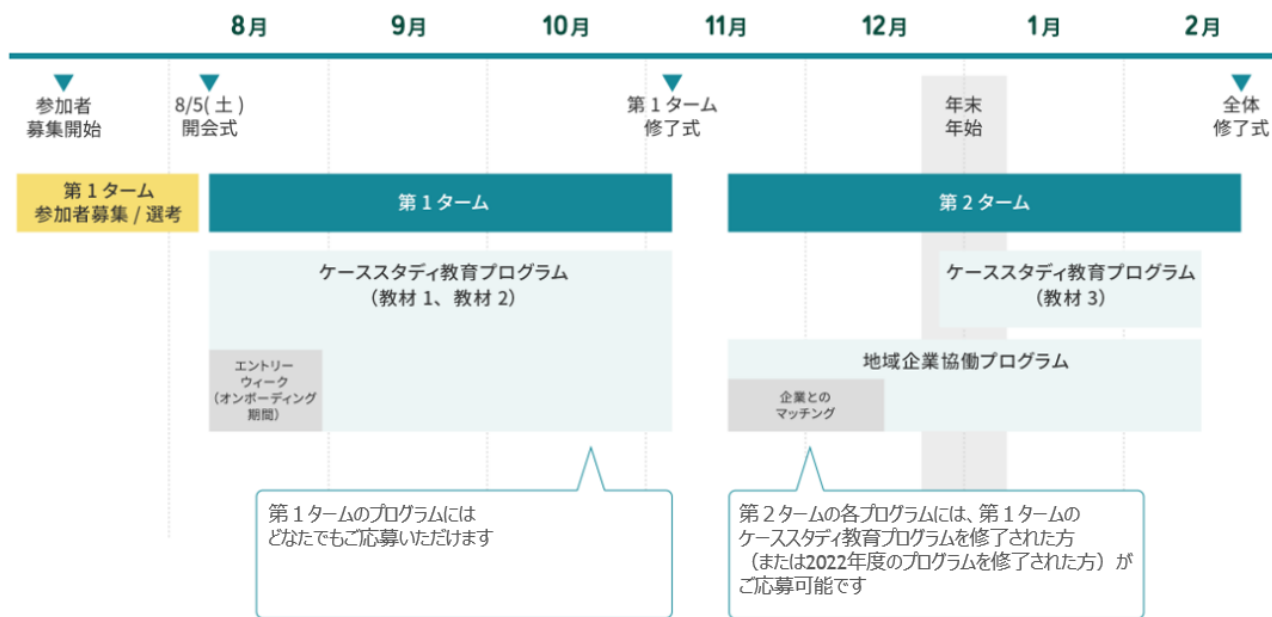 8月 9月 10月 11月 12月 1月 2月
参加者
募集開始
8/5(土)
開会式
第1ターム
修了式
年末
年始
全体
修了式
第1ターム
参加者募集 / 選考
第1ターム
第2ターム
ケーススタディ教育プログラム
（教材1、教材2）
ケーススタディ教育プログラム
（教材3）
エントリー
ウィーク
（オンボーディング
期間）
地域企業協働プログラム
企業との
マッチング
第１タームのプログラムには
どなたでもご応募いただけます
第２タームの各プログラムには、第１タームの
ケーススタディ教育プログラムを修了された方
（または2022年度のプログラムを修了された方）が
ご応募可能です